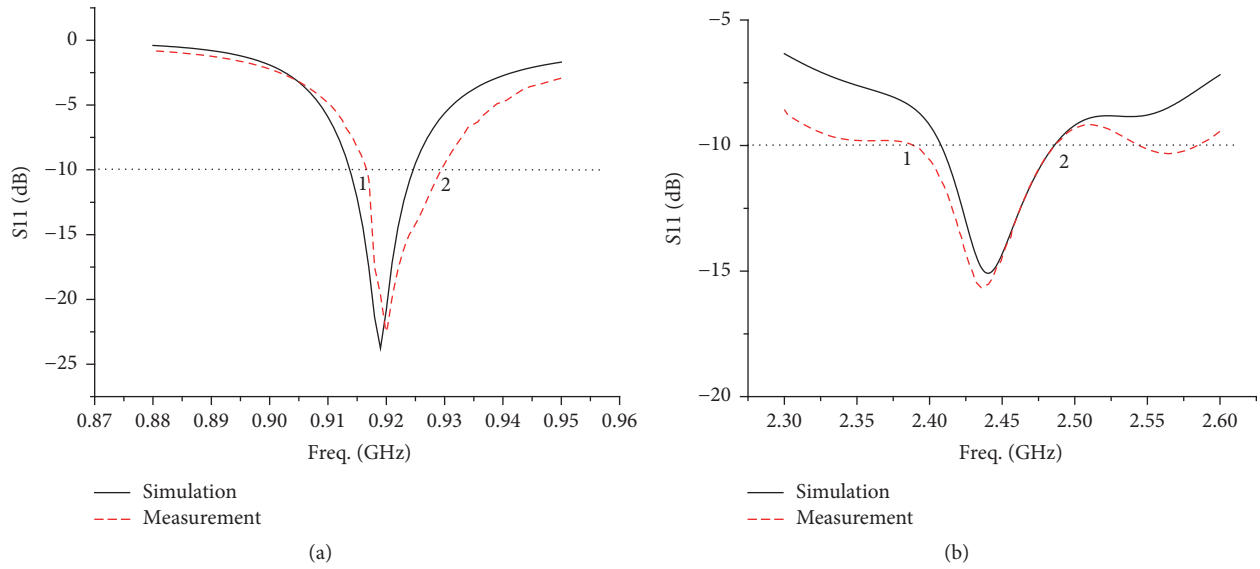 0
−5
−10
−15
−20
−25
S11 (dB)
1
2
0.87 0.88 0.90 0.90 0.91 0.92 0.93 0.94 0.95 0.96
Freq. (GHz)
Simulation
Measurement
(a)
−5
−10
−15
−20
S11 (dB)
1
2
2.30 2.35 2.40 2.45 2.50 2.55 2.60
Freq. (GHz)
Simulation
Measurement
(b)